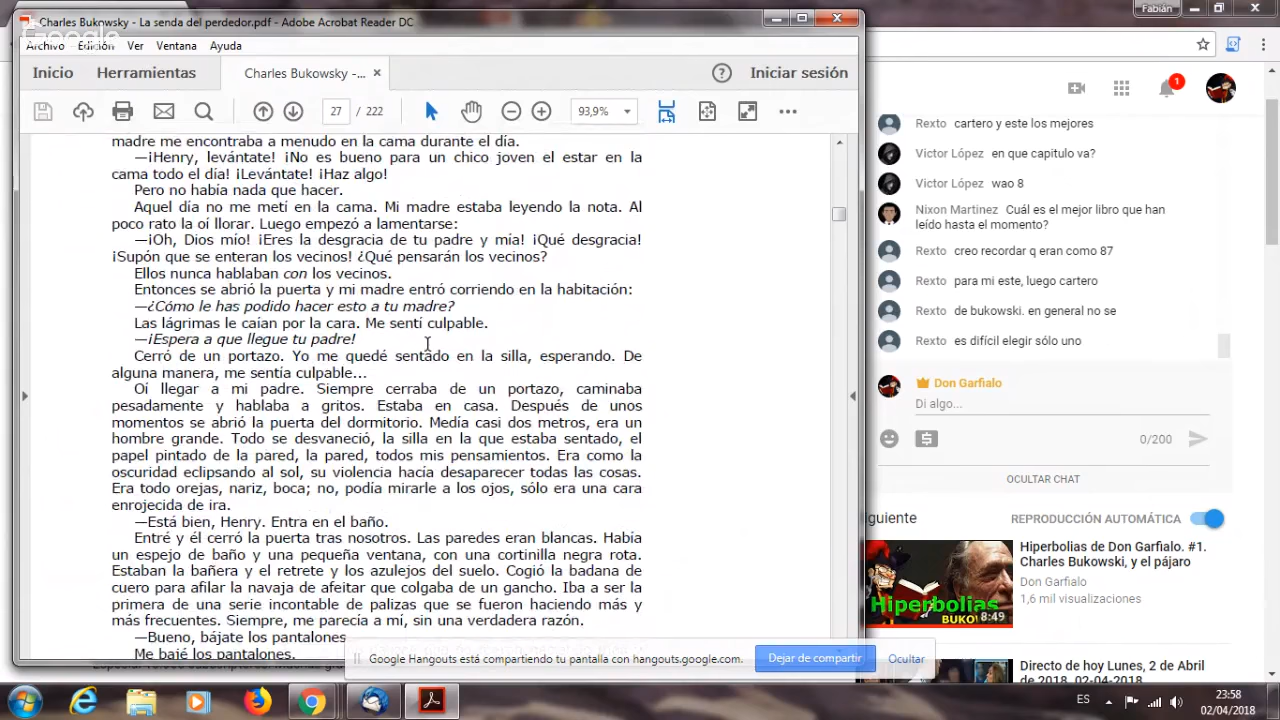 Charles Bukowsky - La senda del perdedor.pdf - Adobe Acrobat Reader DC
Google
Fabián
Archivo Edición Ver Ventana Ayuda
Inicio Herramientas Charles Bukowsky -... × Iniciar sesión
27 / 222 93,9%
madre me encontraba a menudo en la cama durante el día.
—¡Henry, levántate! ¡No es bueno para un chico joven el estar en la
cama todo el día! ¡Levántate! ¡Haz algo!
Pero no había nada que hacer.
Aquel día no me metí en la cama. Mi madre estaba leyendo la nota. Al
poco rato la oí llorar. Luego empezó a lamentarse:
—¡Oh, Dios mío! ¡Eres la desgracia de tu padre y mía! ¡Qué desgracia!
¡Supón que se enteran los vecinos! ¿Qué pensarán los vecinos?
Ellos nunca hablaban con los vecinos.
Entonces se abrió la puerta y mi madre entró corriendo en la habitación:
—¿Cómo le has podido hacer esto a tu madre?
Las lágrimas le caían por la cara. Me sentí culpable.
—¡Espera a que llegue tu padre!
Cerró de un portazo. Yo me quedé sentado en la silla, esperando. De
alguna manera, me sentía culpable...
Oí llegar a mi padre. Siempre cerraba de un portazo, caminaba
pesadamente y hablaba a gritos. Estaba en casa. Después de unos
momentos se abrió la puerta del dormitorio. Medía casi dos metros, era un
hombre grande. Todo se desvaneció, la silla en la que estaba sentado, el
papel pintado de la pared, la pared, todos mis pensamientos. Era como la
oscuridad eclipsando al sol, su violencia hacía desaparecer todas las cosas.
Era todo orejas, nariz, boca; no, podía mirarle a los ojos, sólo era una cara
enrojecida de ira.
—Está bien, Henry. Entra en el baño.
Entré y él cerró la puerta tras nosotros. Las paredes eran blancas. Había
un espejo de baño y una pequeña ventana, con una cortinilla negra rota.
Estaban la bañera y el retrete y los azulejos del suelo. Cogió la badana de
cuero para afilar la navaja de afeitar que colgaba de un gancho. Iba a ser la
primera de una serie incontable de palizas que se fueron haciendo más y
más frecuentes. Siempre, me parecía a mí, sin una verdadera razón.
—Bueno, bájate los pantalones
Me bajé los pantalones.
1
Rexto cartero y este los mejores
Victor López en que capitulo va?
Victor López wao 8
Nixon Martinez Cuál es el mejor libro que han
leído hasta el momento?
Rexto creo recordar q eran como 87
Rexto para mi este, luego cartero
Rexto de bukowski. en general no se
Rexto es difícil elegir sólo uno
Don Garfialo
Di algo...
0/200
OCULTAR CHAT
guiente REPRODUCCIÓN AUTOMÁTICA
Hiperbolias
BUKO
8:49
Hiperbolias de Don Garfialo. #1.
Charles Bukowski, y el pájaro
Don Garfialo
1,6 mil visualizaciones
Directo de hoy Lunes, 2 de Abril
de 2018. 02-04-2018
Google Hangouts está compartiendo tu pantalla con hangouts.google.com. Dejar de compartir Ocultar
ES 23:58
02/04/2018